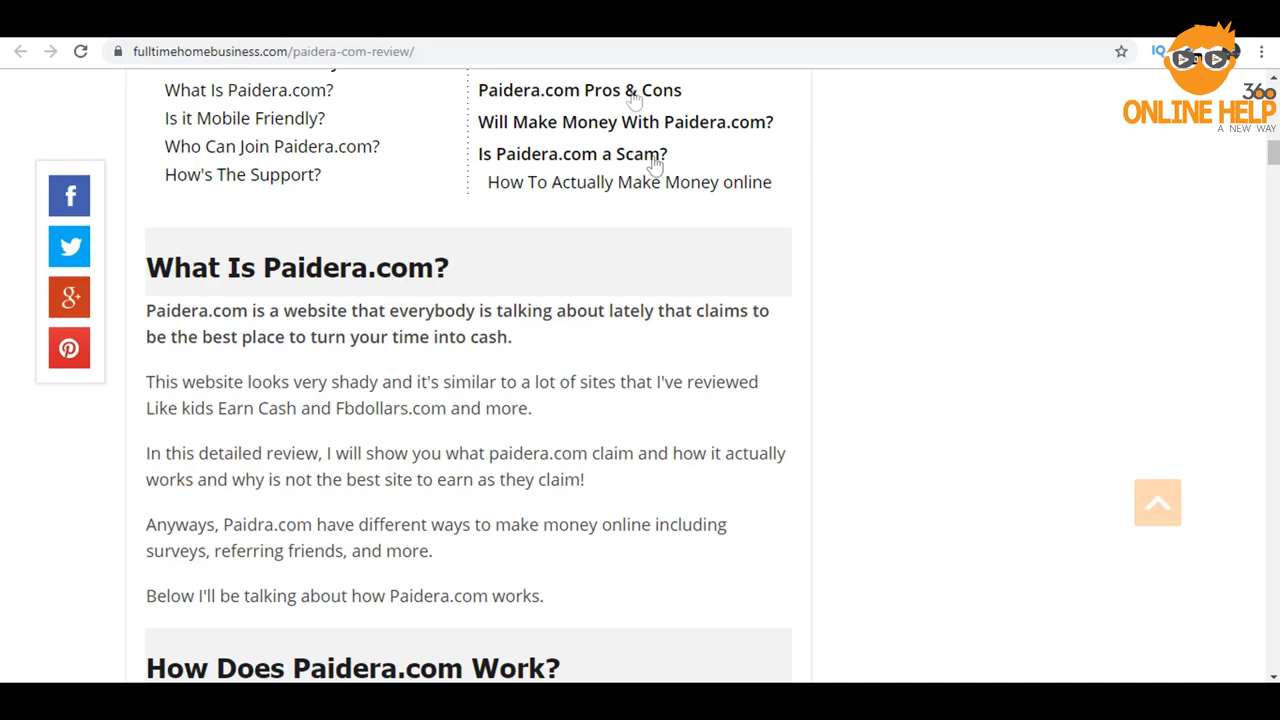 fulltimehomebusiness.com/paidera-com-review/
360
ONLINE HELP
A NEW WAY
What Is Paidera.com?
Is it Mobile Friendly?
Who Can Join Paidera.com?
How's The Support?
Paidera.com Pros & Cons
Will Make Money With Paidera.com?
Is Paidera.com a Scam?
How To Actually Make Money online
What Is Paidera.com?
Paidera.com is a website that everybody is talking about lately that claims to
be the best place to turn your time into cash.
This website looks very shady and it's similar to a lot of sites that I've reviewed
Like kids Earn Cash and Fbdollars.com and more.
In this detailed review, I will show you what paidera.com claim and how it actually
works and why is not the best site to earn as they claim!
Anyways, Paidra.com have different ways to make money online including
surveys, referring friends, and more.
Below I'll be talking about how Paidera.com works.
How Does Paidera.com Work?